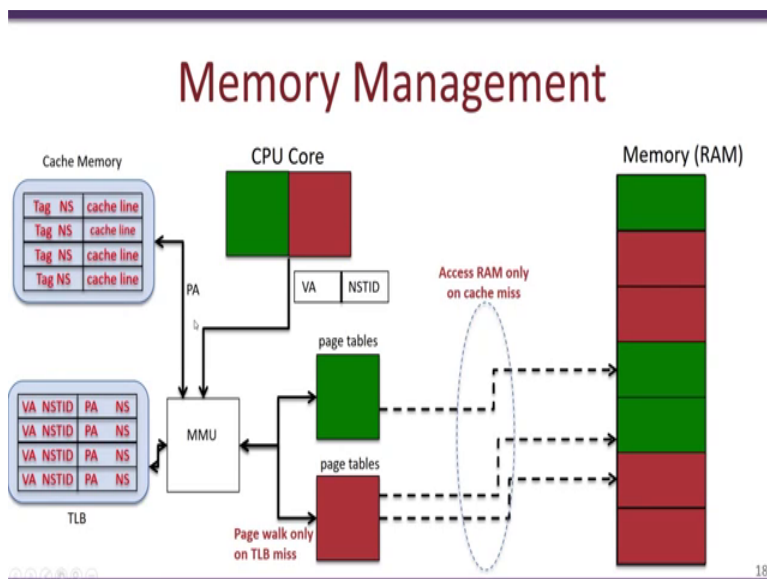 Memory Management
Cache Memory
CPU Core
Memory (RAM)
Tag NS cache line
Tag NS cache line
Tag NS cache line
Tag NS cache line
PA
VA NSTID
Access RAM only
on cache miss
page tables
VA NSTID PA NS
VA NSTID PA NS
VA NSTID PA NS
VA NSTID PA NS
MMU
page tables
TLB
Page walk only
on TLB miss
18